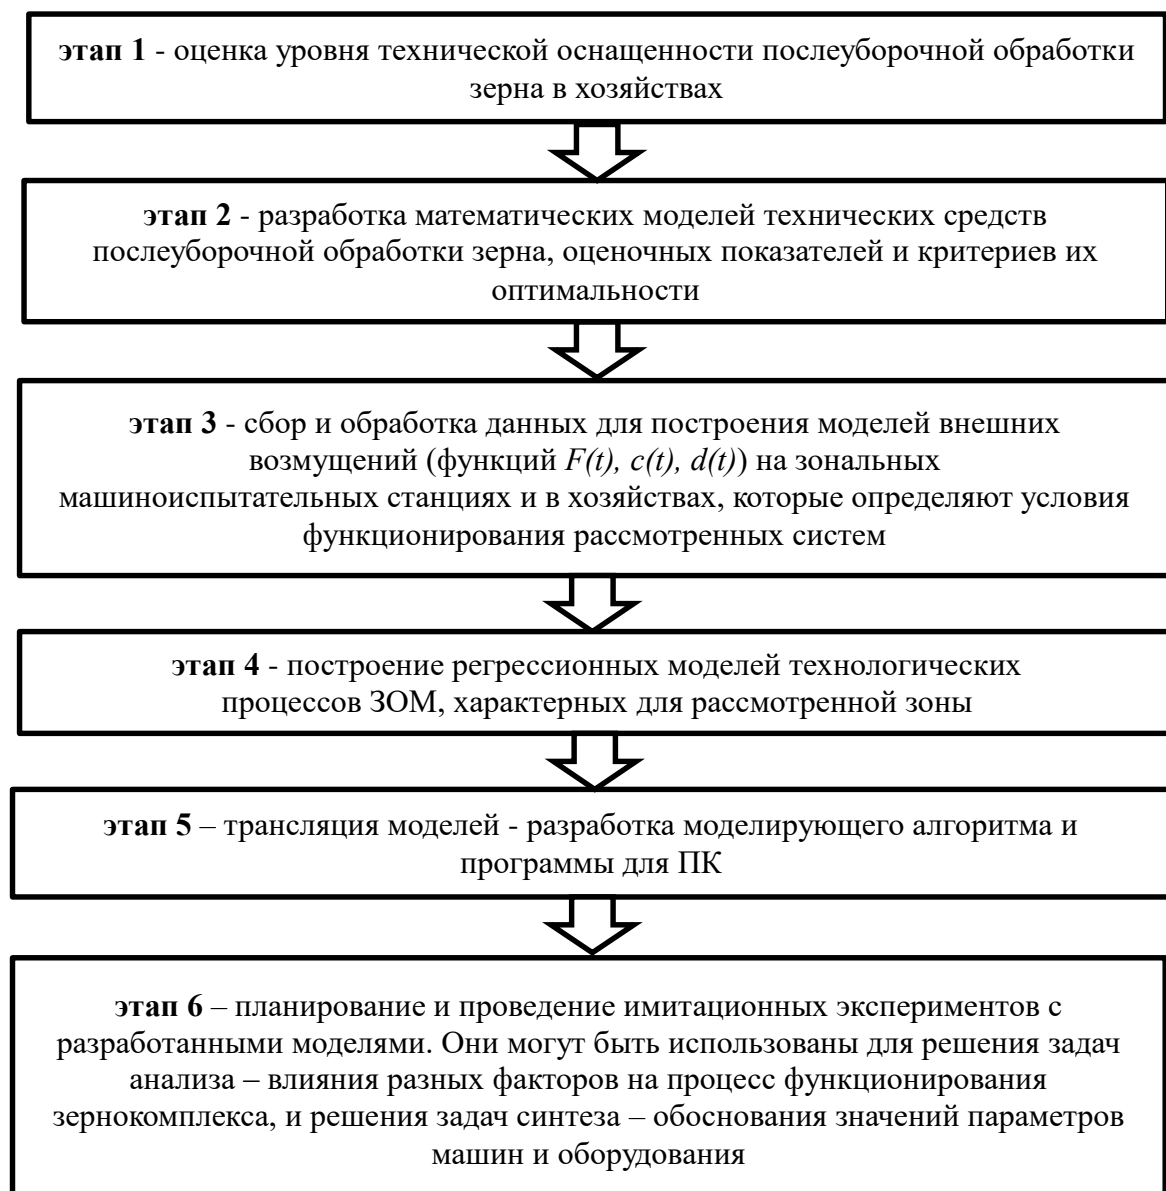 этап 1 - оценка уровня технической оснащенности послеуборочной обработки
зерна в хозяйствах
этап 2 - разработка математических моделей технических средств
послеуборочной обработки зерна, оценочных показателей и критериев их
оптимальности
этап 3 - сбор и обработка данных для построения моделей внешних
возмущений (функций F(t), c(t), d(t)) на зональных
машиноиспытательных станциях и в хозяйствах, которые определяют условия
функционирования рассмотренных систем
этап 4 - построение регрессионных моделей технологических
процессов ЗОМ, характерных для рассмотренной зоны
этап 5 – трансляция моделей - разработка моделирующего алгоритма и
программы для ПК
этап 6 – планирование и проведение имитационных экспериментов с
разработанными моделями. Они могут быть использованы для решения задач
анализа – влияния разных факторов на процесс функционирования
зернокомплекса, и решения задач синтеза – обоснования значений параметров
машин и оборудования